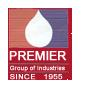 PREMIER
Group of Industries
SINCE 1955